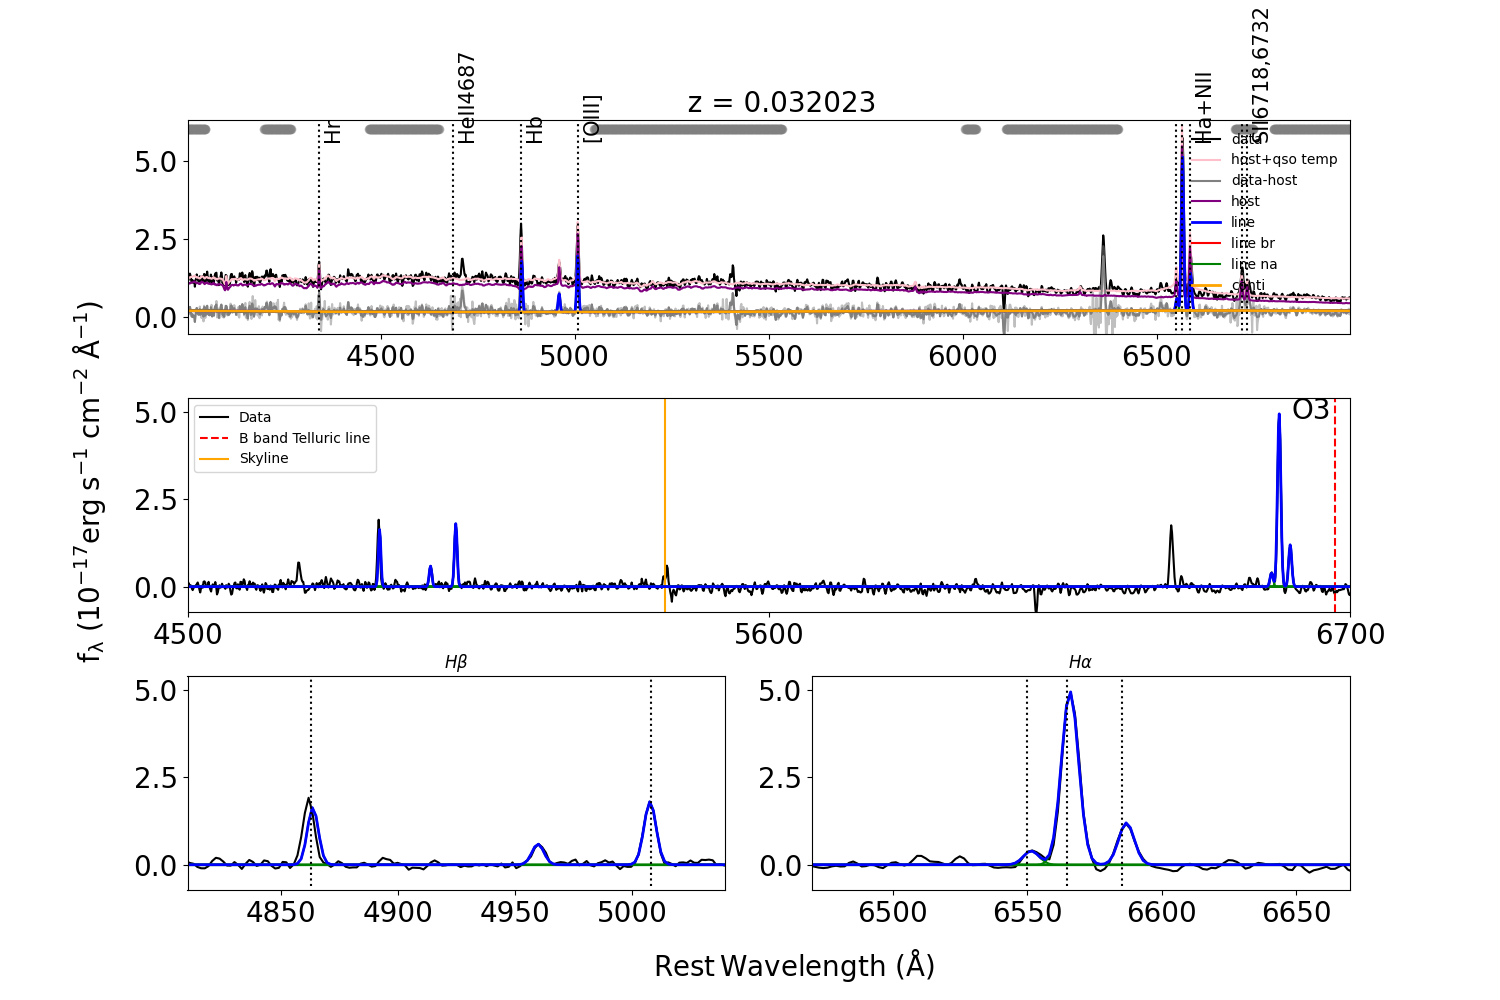 z = 0.032023
Hr
HeII4687
Hb
[OIII]
Ha+NII
SII6718,6732
data
host+qso temp
data-host
host
line
line br
line na
conti
5.0
2.5
0.0
4500
5000
5500
6000
6500
f_λ (10⁻¹⁷erg s⁻¹ cm⁻² Å⁻¹)
Data
B band Telluric line
Skyline
O3
5.0
2.5
0.0
4500
5600
6700
Hβ
5.0
2.5
0.0
4850
4900
4950
5000
Hα
5.0
2.5
0.0
6500
6550
6600
6650
Rest Wavelength (Å)